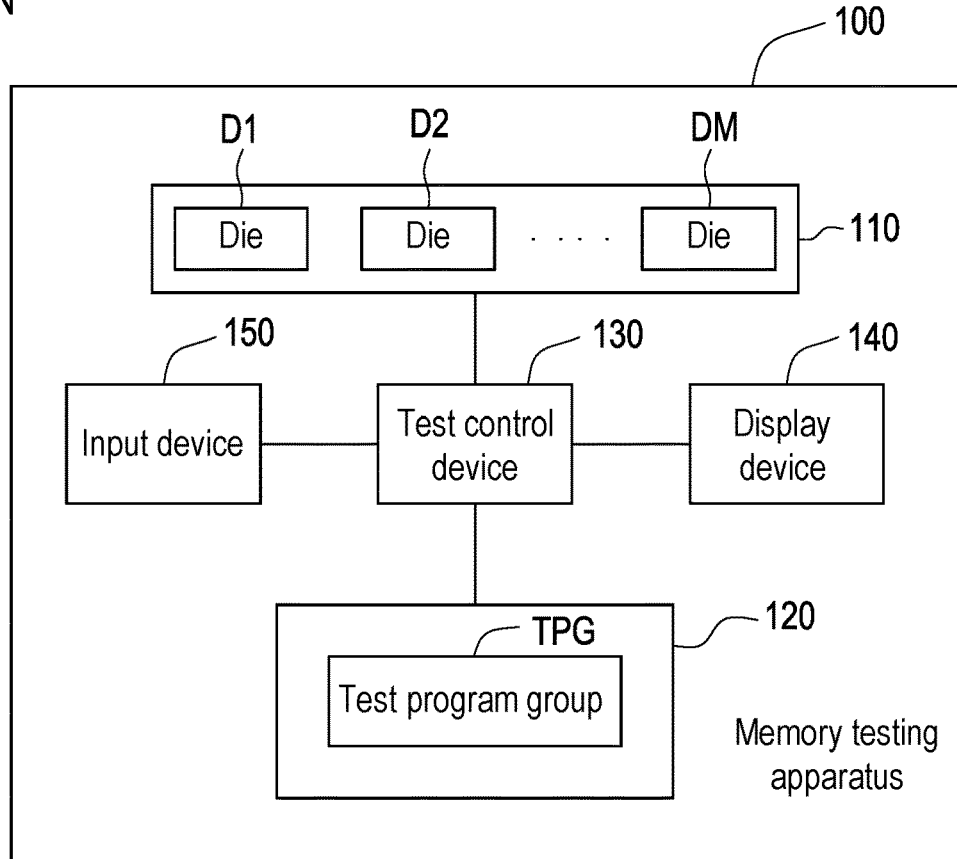 100
D1 D2 DM
Die Die . . . . Die
110
150 130 140
Input device
Test control
device
Display
device
120
TPG
Test program group
Memory testing
apparatus